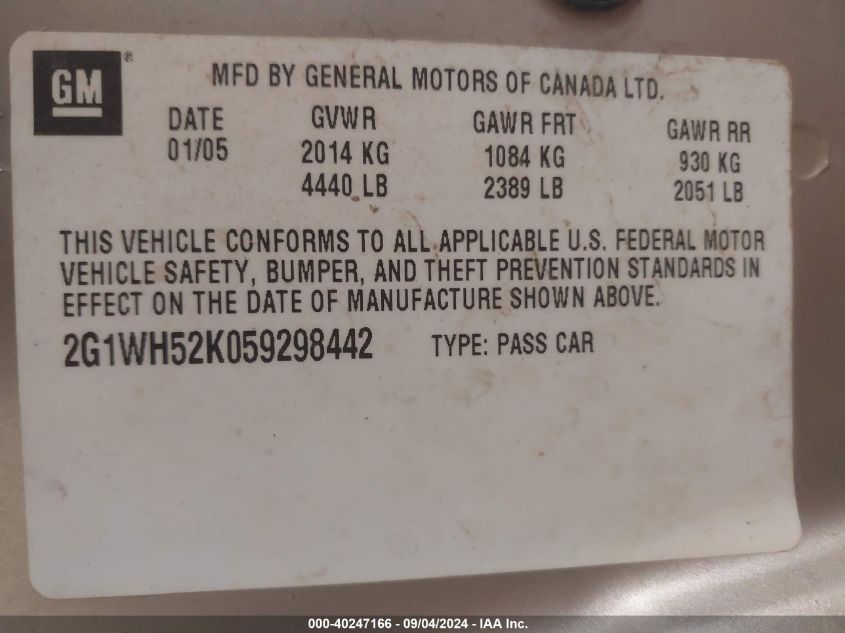 GM®
MFD BY GENERAL MOTORS OF CANADA LTD.
DATE GVWR GAWR FRT GAWR RR
01/05 2014 KG 1084 KG 930 KG
4440 LB 2389 LB 2051 LB
THIS VEHICLE CONFORMS TO ALL APPLICABLE U.S. FEDERAL MOTOR
VEHICLE SAFETY, BUMPER, AND THEFT PREVENTION STANDARDS IN
EFFECT ON THE DATE OF MANUFACTURE SHOWN ABOVE.
2G1WH52K059298442 TYPE: PASS CAR
000-40247166 - 09/04/2024 - IAA Inc.